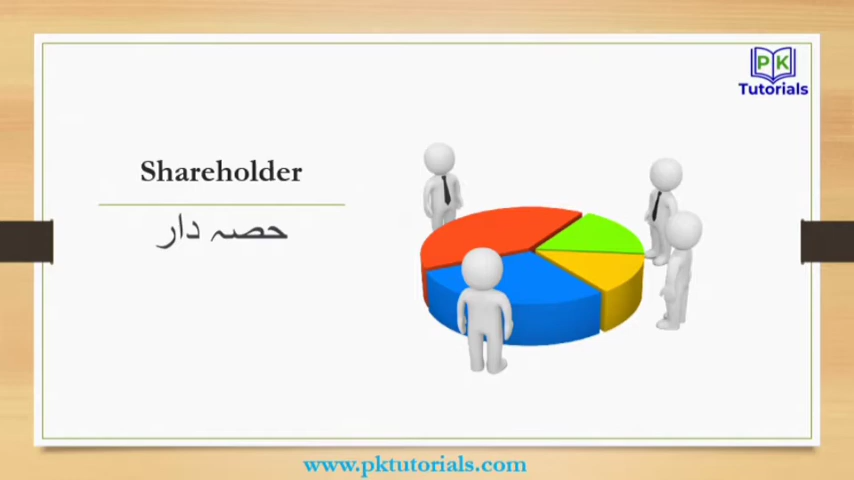 PK
Tutorials
Shareholder
حصہ دار
www.pktutorials.com